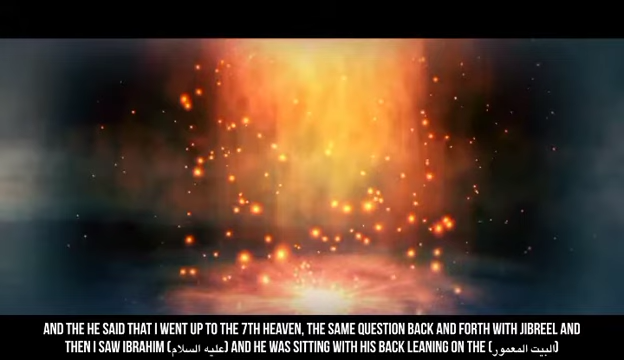 AND THE HE SAID THAT I WENT UP TO THE 7TH HEAVEN, THE SAME QUESTION BACK AND FORTH WITH JIBREEL AND
THEN I SAW IBRAHIM (عليه السلام) AND HE WAS SITTING WITH HIS BACK LEANING ON THE (البيت المعمور)